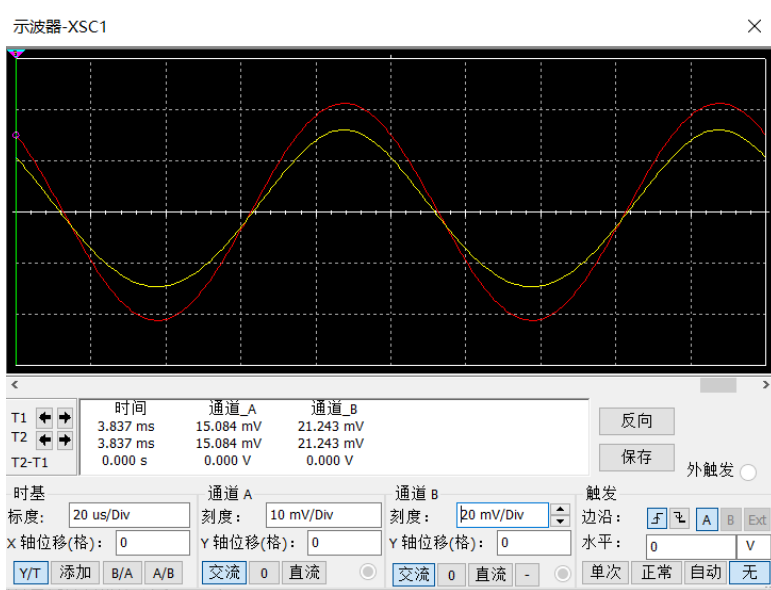 示波器-XSC1
时间 通道_A 通道_B
T1 3.837 ms 15.084 mV 21.243 mV
T2 3.837 ms 15.084 mV 21.243 mV
T2-T1 0.000 s 0.000 V 0.000 V
反向
保存
外触发
时基
标度: 20 us/Div
X 轴位移(格): 0
Y/T 添加 B/A A/B
通道 A
刻度: 10 mV/Div
Y 轴位移(格): 0
交流 0 直流
通道 B
刻度: 20 mV/Div
Y 轴位移(格): 0
交流 0 直流 -
触发
边沿: A B Ext
水平: 0 V
单次 正常 自动 无